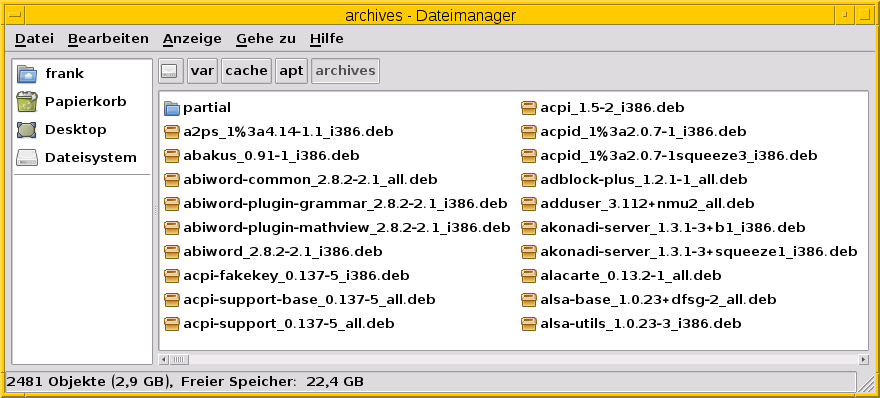 archives - Dateimanager
Datei Bearbeiten Anzeige Gehe zu Hilfe
var cache apt archives
frank
Papierkorb
Desktop
Dateisystem
partial
a2ps_1%3a4.14-1.1_i386.deb
abakus_0.91-1_i386.deb
abiword-common_2.8.2-2.1_all.deb
abiword-plugin-grammar_2.8.2-2.1_i386.deb
abiword-plugin-mathview_2.8.2-2.1_i386.deb
abiword_2.8.2-2.1_i386.deb
acpi-fakekey_0.137-5_i386.deb
acpi-support-base_0.137-5_all.deb
acpi-support_0.137-5_all.deb
acpi_1.5-2_i386.deb
acpid_1%3a2.0.7-1_i386.deb
acpid_1%3a2.0.7-1squeeze3_i386.deb
adblock-plus_1.2.1-1_all.deb
adduser_3.112+nmu2_all.deb
akonadi-server_1.3.1-3+b1_i386.deb
akonadi-server_1.3.1-3+squeeze1_i386.deb
alacarte_0.13.2-1_all.deb
alsa-base_1.0.23+dfsg-2_all.deb
alsa-utils_1.0.23-3_i386.deb
2481 Objekte (2,9 GB), Freier Speicher: 22,4 GB